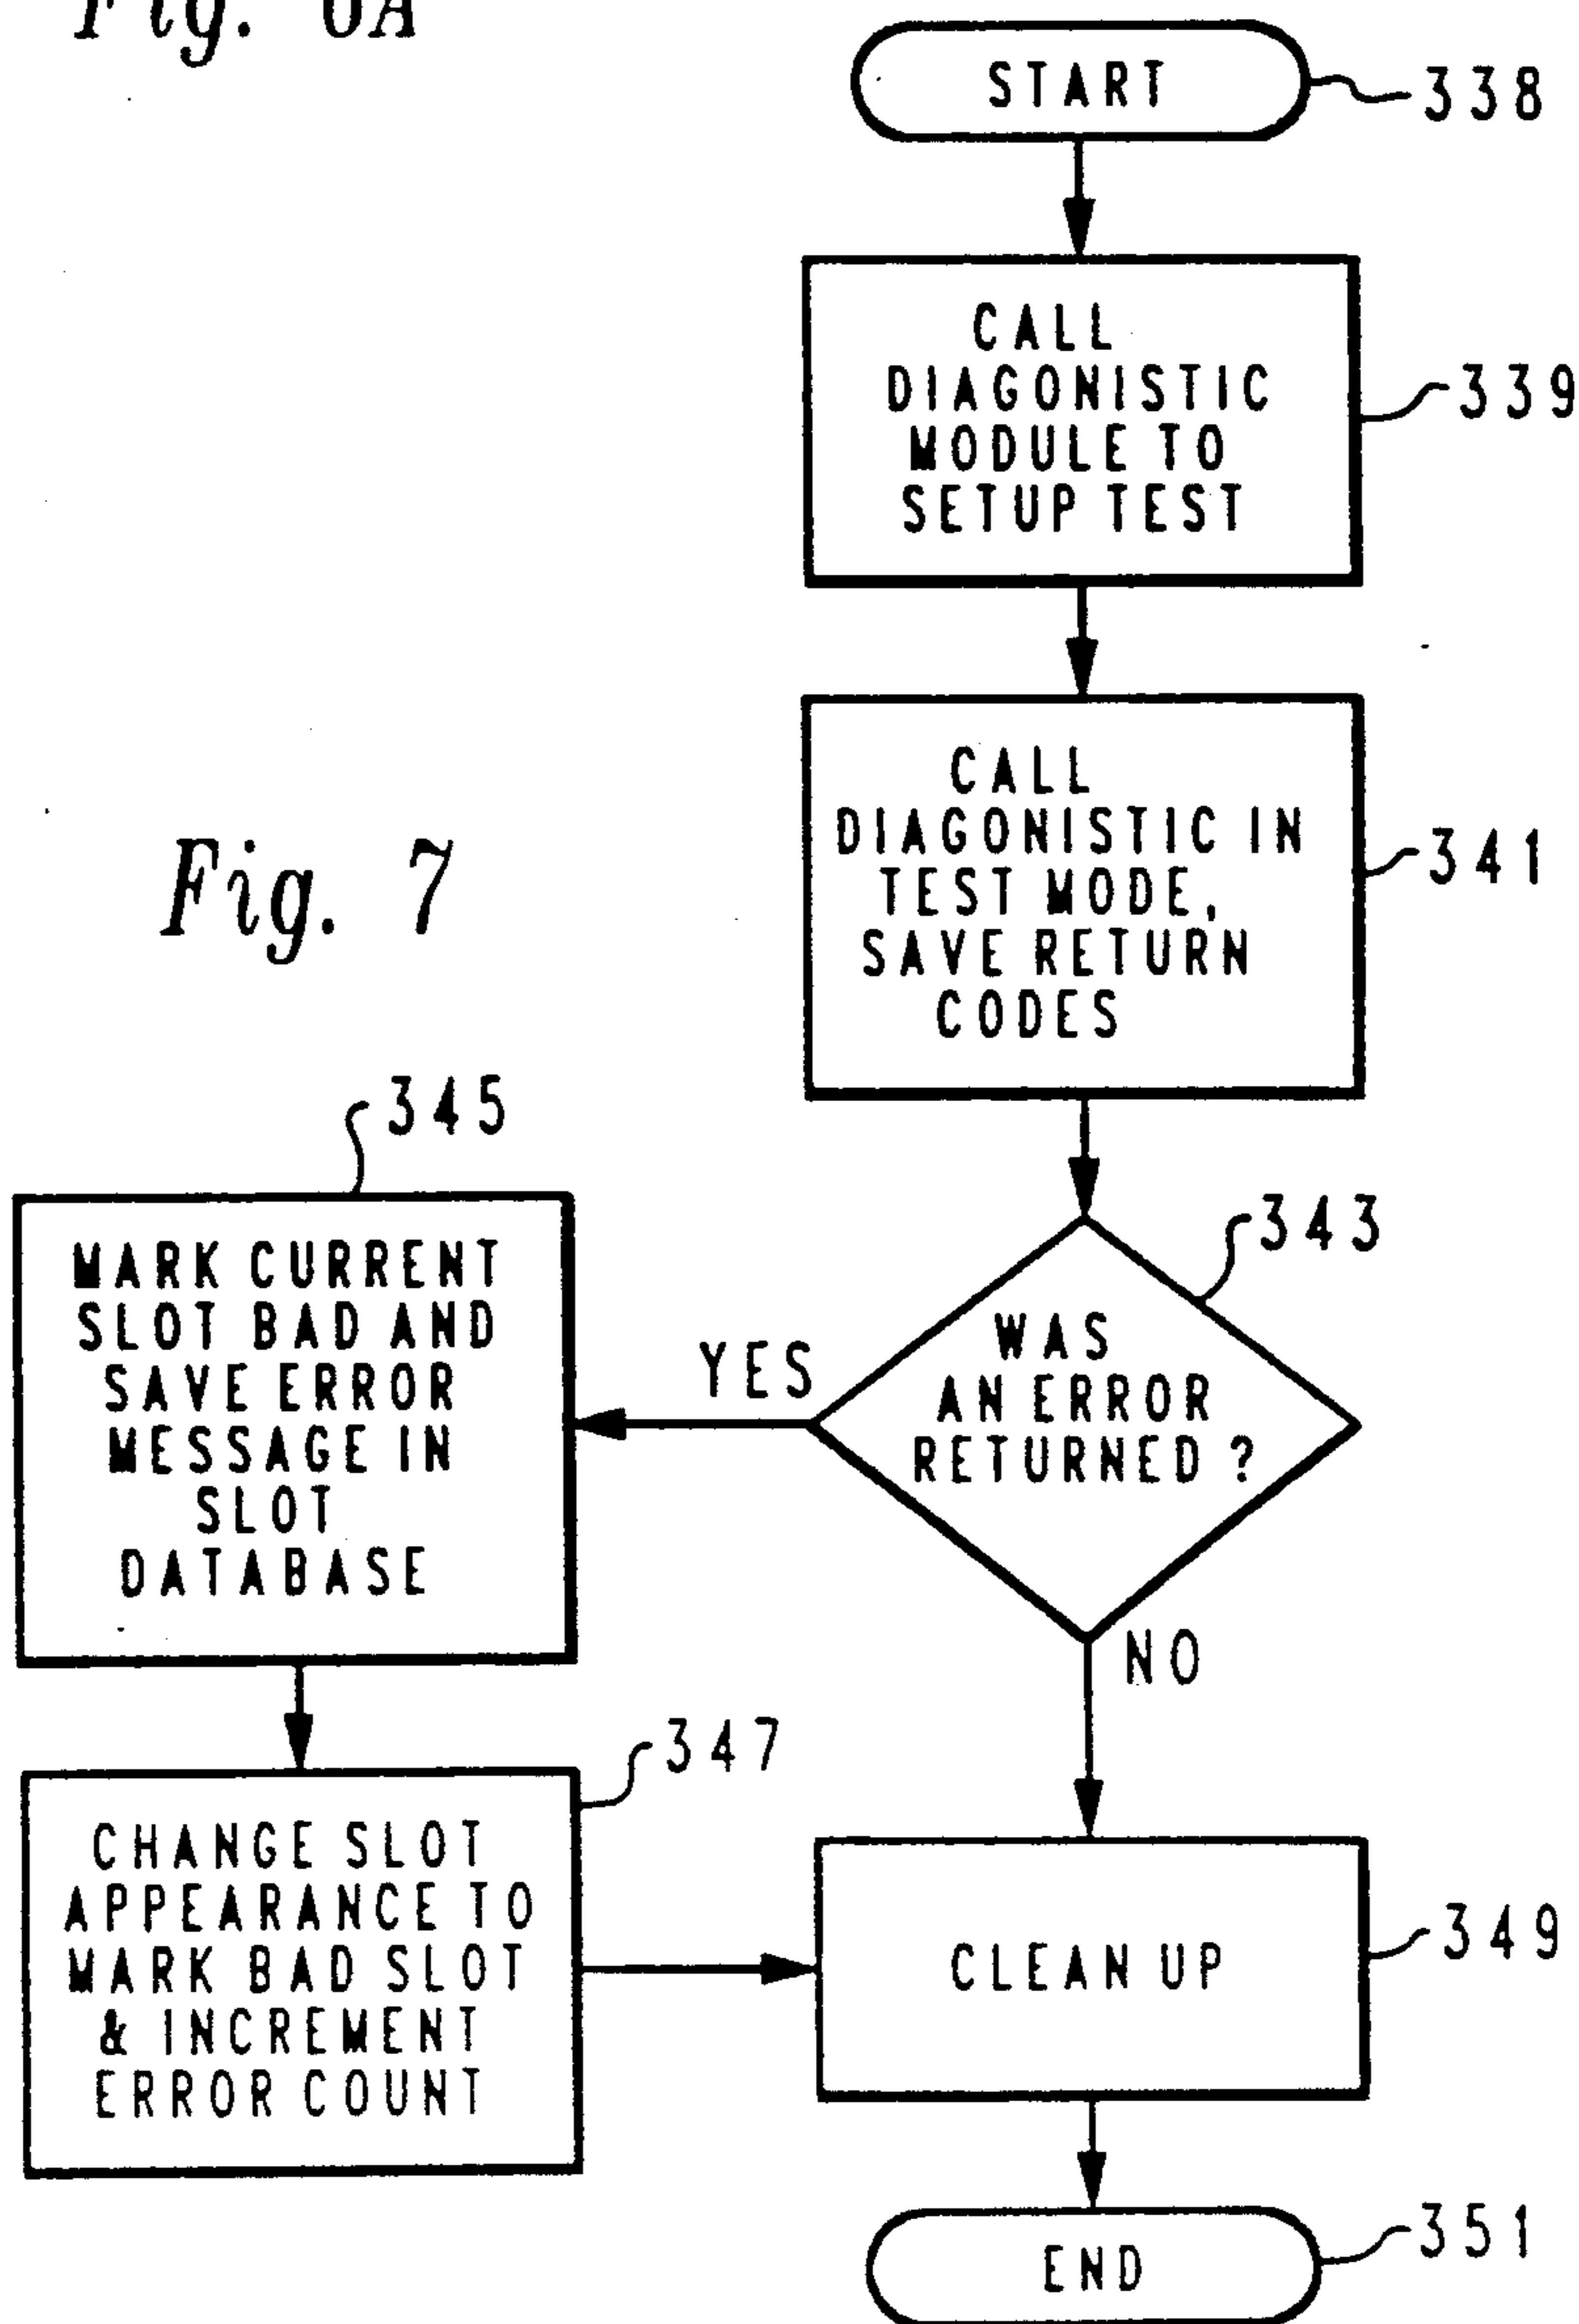 Fig. 6A
START
338
CALL
DIAGONISTIC
MODULE TO
SETUP TEST
339
CALL
DIAGONISTIC IN
TEST MODE,
SAVE RETURN
CODES
341
Fig. 7
WAS
AN ERROR
RETURNED ?
343
YES
NO
345
MARK CURRENT
SLOT BAD AND
SAVE ERROR
MESSAGE IN
SLOT
DATABASE
347
CHANGE SLOT
APPEARANCE TO
MARK BAD SLOT
& INCREMENT
ERROR COUNT
CLEAN UP
349
END
351